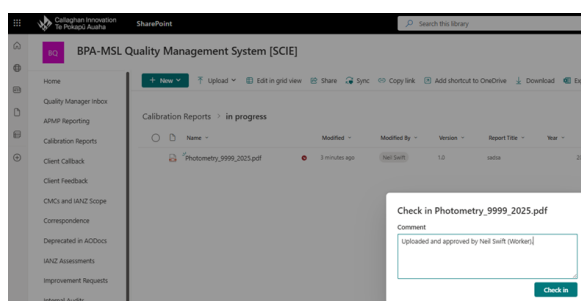 Callaghan Innovation
Te Pokapū Auaha
SharePoint
Search this library
BQ
BPA-MSL Quality Management System [SCIE]
Home
Quality Manager Inbox
APMP Reporting
Calibration Reports
Client Callback
Client Feedback
CMCs and IANZ Scope
Correspondence
Deprecated in AODocs
IANZ Assessments
Improvement Requests
Internal Audits
+ New
Upload
Edit in grid view
Share
Sync
Copy link
Add shortcut to OneDrive
Download
Calibration Reports > in progress
Name
Modified
Modified By
Version
Report Title
Year
Photometry_9999_2025.pdf
3 minutes ago
Neil Swift
1.0
Check in Photometry_9999_2025.pdf
Comment
Uploaded and approved by Neil Swift (Worker).
Check in